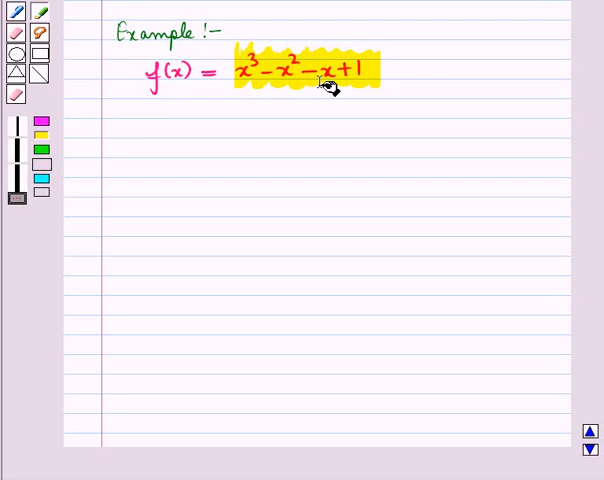 Example :-
f(x) = x³ - x² - x + 1